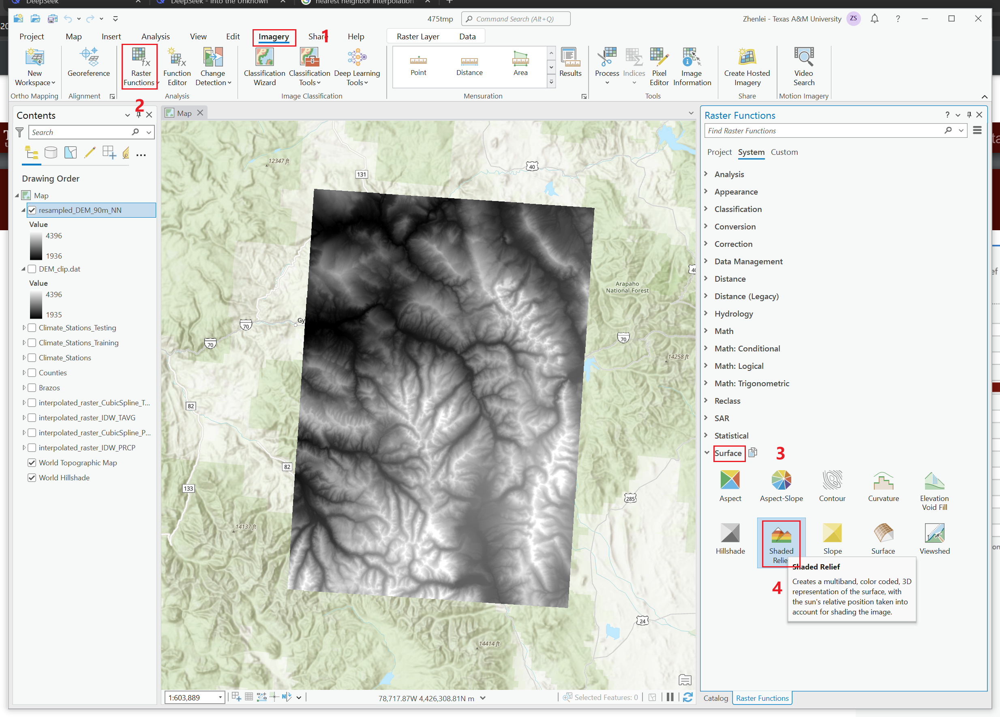 DeepSeek
DeepSeek - Into the Unknown
nearest neighbor interpolation
475tmp
Command Search (Alt+Q)
Zhenlei - Texas A&M University
ZS
?
Project
Map
Insert
Analysis
View
Edit
Imagery
Share
1
Help
Raster Layer
Data
New
Workspace
Georeference
Raster
Functions
Function
Editor
Change
Detection
Classification
Wizard
Classification
Tools
Deep Learning
Tools
Point
Distance
Area
Results
Process
Indices
Pixel
Editor
Image
Information
Create Hosted
Imagery
Video
Search
Ortho Mapping
Alignment
Analysis
Image Classification
Mensuration
Tools
Share
Motion Imagery
2
Contents
Search
Drawing Order
Map
resampled_DEM_90m_NN
Value
4396
1936
DEM_clip.dat
Value
4396
1935
Climate_Stations_Testing
Climate_Stations_Training
Climate_Stations
Counties
Brazos
interpolated_raster_CubicSpline_T...
interpolated_raster_IDW_TAVG
interpolated_raster_CubicSpline_P...
interpolated_raster_IDW_PRCP
World Topographic Map
World Hillshade
Map
12347 ft
131
40
40
Arapaho
National Forest
Gy
70
70
70
14258 ft
82
82
133
285
14137 ft
24
14414 ft
1:603,889
78,717.87W 4,426,308.81N m
Selected Features: 0
Raster Functions
?
Find Raster Functions
Project
System
Custom
Analysis
Appearance
Classification
Conversion
Correction
Data Management
Distance
Distance (Legacy)
Hydrology
Math
Math: Conditional
Math: Logical
Math: Trigonometric
Reclass
SAR
Statistical
Surface
3
Aspect
Aspect-Slope
Contour
Curvature
Elevation
Void Fill
Hillshade
Shaded
Relie
Slope
Surface
Viewshed
4
Shaded Relief
Creates a multiband, color coded, 3D
representation of the surface, with
the sun's relative position taken into
account for shading the image.
Catalog
Raster Functions